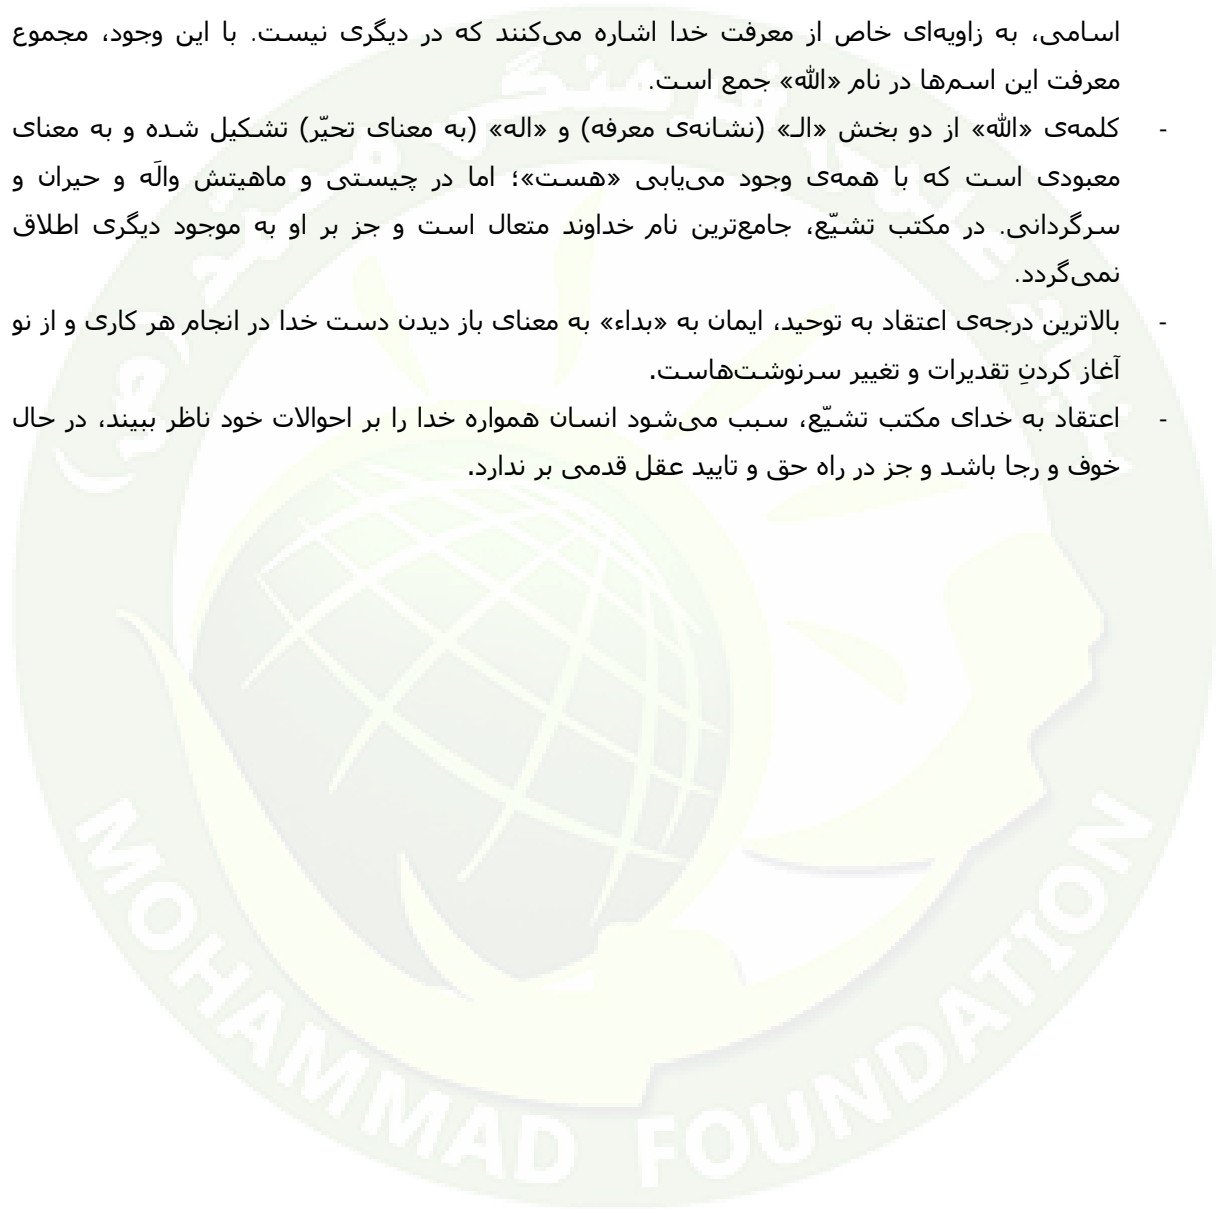 اسامی، به زاویه‌ای خاص از معرفت خدا اشاره می‌کنند که در دیگری نیست. با این وجود، مجموع
معرفت این اسم‌ها در نام «الله» جمع است.
- کلمه‌ی «الله» از دو بخش «الـ» (نشانه‌ی معرفه) و «اله» (به معنای تحیّر) تشکیل شده و به معنای
معبودی است که با همه‌ی وجود می‌یابی «هست»؛ اما در چیستی و ماهیتش والَه و حیران و
سرگردانی. در مکتب تشیّع، جامع‌ترین نام خداوند متعال است و جز بر او به موجود دیگری اطلاق
نمی‌گردد.
- بالاترین درجه‌ی اعتقاد به توحید، ایمان به «بداء» به معنای باز دیدن دست خدا در انجام هر کاری و از نو
آغاز کردنِ تقدیرات و تغییر سرنوشت‌هاست.
- اعتقاد به خدای مکتب تشیّع، سبب می‌شود انسان همواره خدا را بر احوالات خود ناظر ببیند، در حال
خوف و رجا باشد و جز در راه حق و تایید عقل قدمی بر ندارد.
MOHAMMAD FOUNDATION